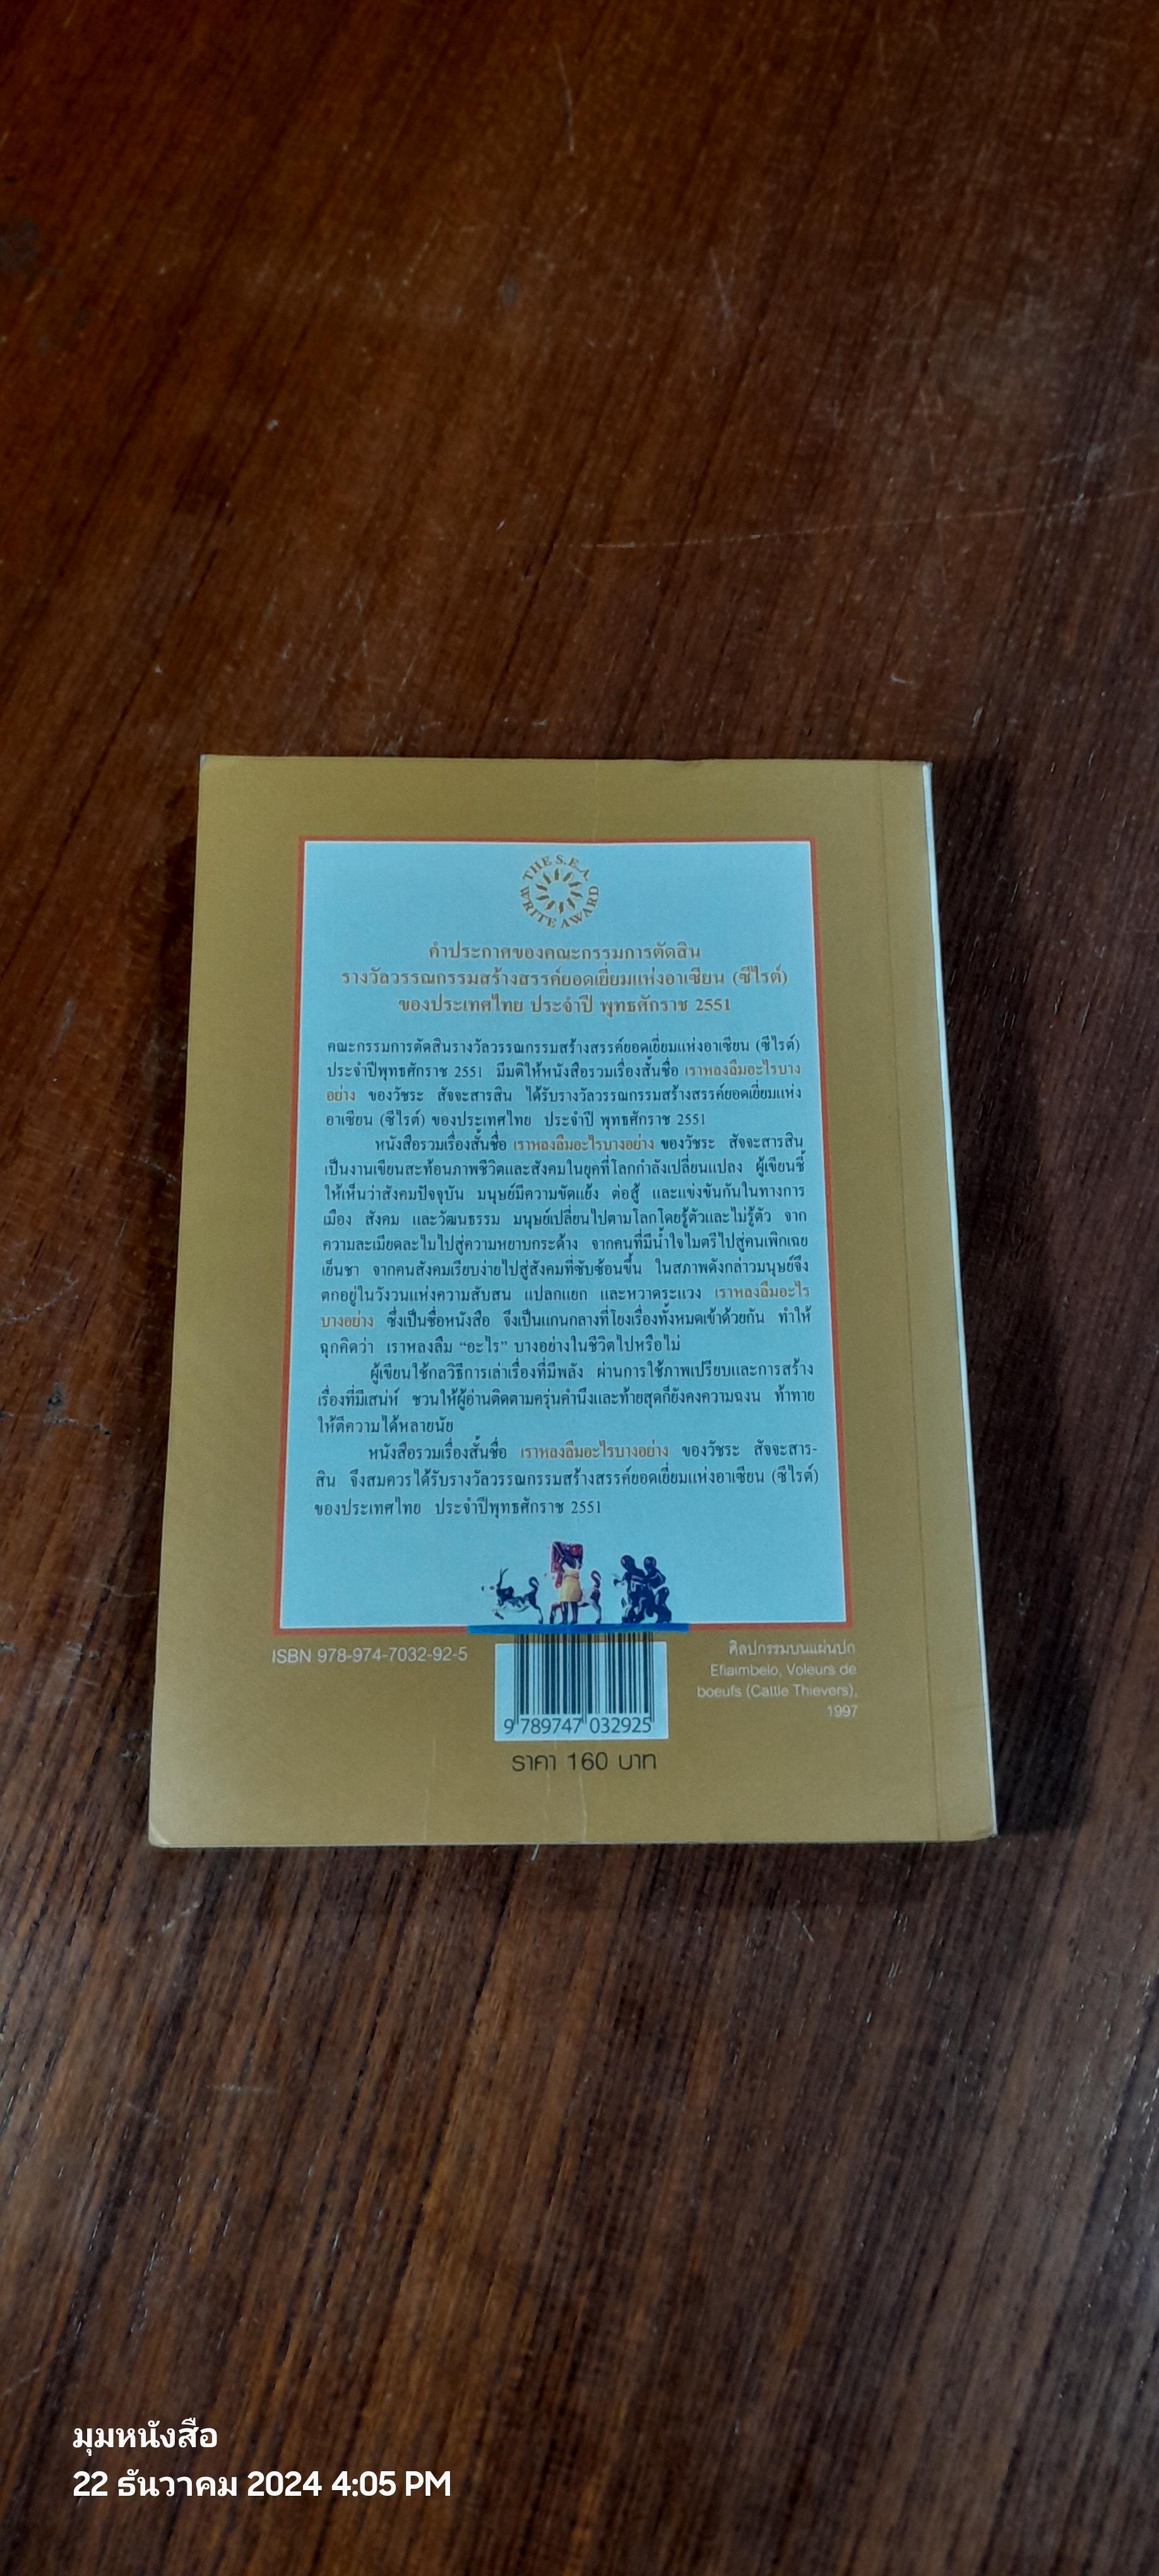 THE S.E.A.
WRITE AWARD
คำประกาศของคณะกรรมการตัดสิน
รางวัลวรรณกรรมสร้างสรรค์ยอดเยี่ยมแห่งอาเซียน (ซีไรต์)
ของประเทศไทย ประจำปี พุทธศักราช 2551
คณะกรรมการตัดสินรางวัลวรรณกรรมสร้างสรรค์ยอดเยี่ยมแห่งอาเซียน (ซีไรต์)
ประจำปีพุทธศักราช 2551 มีมติให้หนังสือรวมเรื่องสั้นชื่อ เราหลงลืมอะไรบาง
อย่าง ของวัชระ สัจจะสารสิน ได้รับรางวัลวรรณกรรมสร้างสรรค์ยอดเยี่ยมแห่ง
อาเซียน (ซีไรต์) ของประเทศไทย ประจำปี พุทธศักราช 2551
หนังสือรวมเรื่องสั้นชื่อ เราหลงลืมอะไรบางอย่าง ของวัชระ สัจจะสารสิน
เป็นงานเขียนสะท้อนภาพชีวิตและสังคมในยุคที่โลกกำลังเปลี่ยนแปลง ผู้เขียนชี้
ให้เห็นว่าสังคมปัจจุบัน มนุษย์มีความขัดแย้ง ต่อสู้ และแข่งขันกันในทางการ
เมือง สังคม และวัฒนธรรม มนุษย์เปลี่ยนไปตามโลกโดยรู้ตัวและไม่รู้ตัว จาก
ความละเมียดละไมไปสู่ความหยาบกระด้าง จากคนที่มีน้ำใจไมตรีไปสู่คนเพิกเฉย
เย็นชา จากคนสังคมเรียบง่ายไปสู่สังคมที่ซับซ้อนขึ้น ในสภาพดังกล่าวมนุษย์จึง
ตกอยู่ในวังวนแห่งความสับสน แปลกแยก และหวาดระแวง เราหลงลืมอะไร
บางอย่าง ซึ่งเป็นชื่อหนังสือ จึงเป็นแกนกลางที่โยงเรื่องทั้งหมดเข้าด้วยกัน ทำให้
ฉุกคิดว่า เราหลงลืม “อะไร” บางอย่างในชีวิตไปหรือไม่
ผู้เขียนใช้กลวิธีการเล่าเรื่องที่มีพลัง ผ่านการใช้ภาพเปรียบและการสร้าง
เรื่องที่มีเสน่ห์ ชวนให้ผู้อ่านติดตามครุ่นคำนึงและท้ายสุดก็ยังคงความฉงน ท้าทาย
ให้ตีความได้หลายนัย
หนังสือรวมเรื่องสั้นชื่อ เราหลงลืมอะไรบางอย่าง ของวัชระ สัจจะสาร-
สิน จึงสมควรได้รับรางวัลวรรณกรรมสร้างสรรค์ยอดเยี่ยมแห่งอาเซียน (ซีไรต์)
ของประเทศไทย ประจำปีพุทธศักราช 2551
ISBN 978-974-7032-92-5
9 789747 032925
ราคา 160 บาท
ศิลปกรรมบนแผ่นปก
Efiaimbelo, Voleurs de
boeufs (Cattle Thievers),
1997
มุมหนังสือ
22 ธันวาคม 2024 4:05 PM